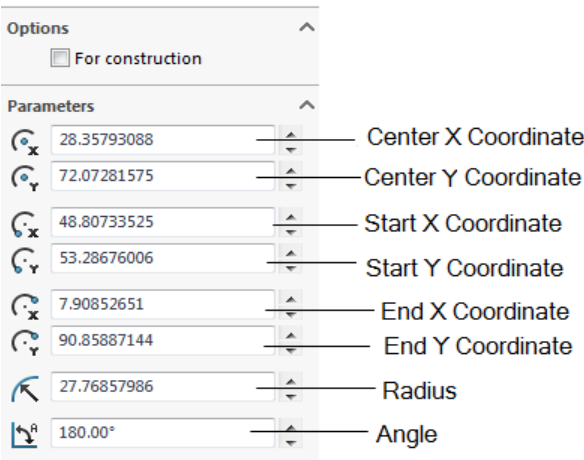 Options
For construction
Parameters
X 28.35793088 Center X Coordinate
Y 72.07281575 Center Y Coordinate
X 48.80733525 Start X Coordinate
Y 53.28676006 Start Y Coordinate
X 7.90852651 End X Coordinate
Y 90.85887144 End Y Coordinate
27.76857986 Radius
A 180.00° Angle